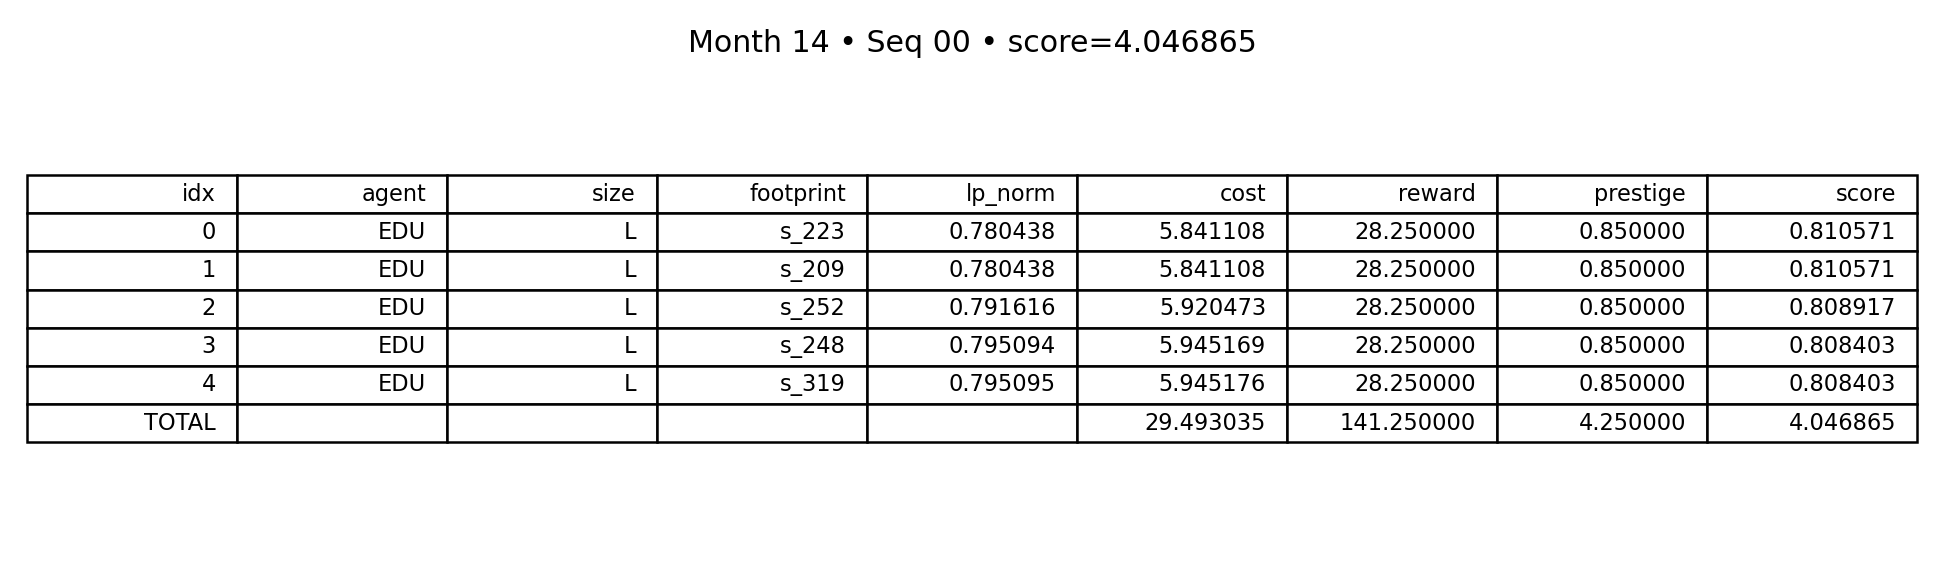 Month 14 • Seq 00 • score=4.046865
idx agent size footprint lp_norm cost reward prestige score
0 EDU L s_223 0.780438 5.841108 28.250000 0.850000 0.810571
1 EDU L s_209 0.780438 5.841108 28.250000 0.850000 0.810571
2 EDU L s_252 0.791616 5.920473 28.250000 0.850000 0.808917
3 EDU L s_248 0.795094 5.945169 28.250000 0.850000 0.808403
4 EDU L s_319 0.795095 5.945176 28.250000 0.850000 0.808403
TOTAL 29.493035 141.250000 4.250000 4.046865